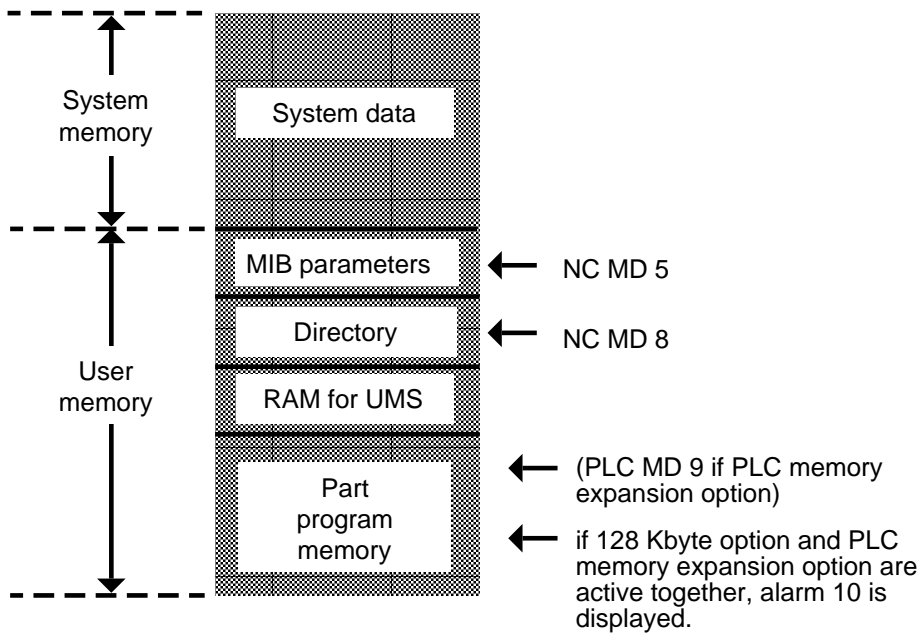 System
memory
System data
MIB parameters
NC MD 5
Directory
NC MD 8
User
memory
RAM for UMS
Part
program
memory
(PLC MD 9 if PLC memory
expansion option)
if 128 Kbyte option and PLC
memory expansion option are
active together, alarm 10 is
displayed.